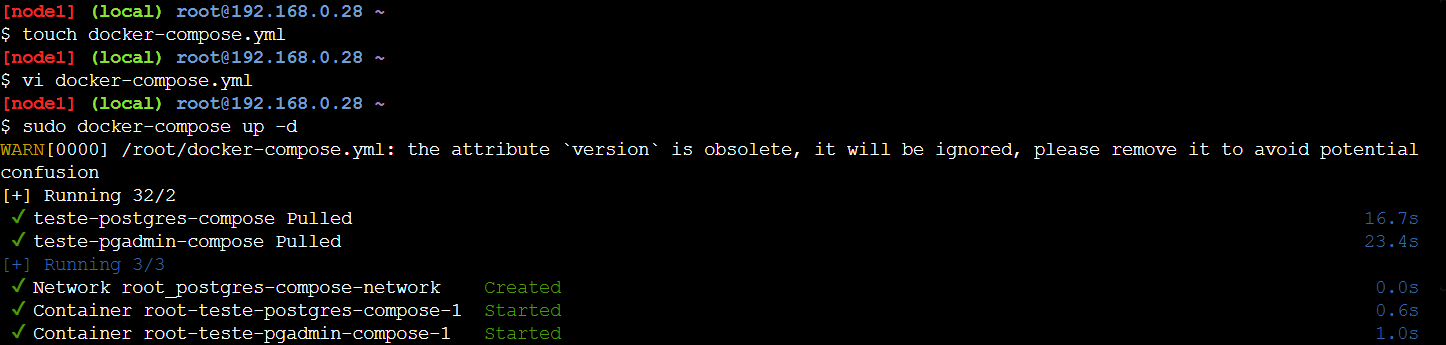 [node1] (local) root@192.168.0.28 ~
$ touch docker-compose.yml
[node1] (local) root@192.168.0.28 ~
$ vi docker-compose.yml
[node1] (local) root@192.168.0.28 ~
$ sudo docker-compose up -d
WARN[0000] /root/docker-compose.yml: the attribute `version` is obsolete, it will be ignored, please remove it to avoid potential
confusion
[+] Running 32/2
✓ teste-postgres-compose Pulled 16.7s
✓ teste-pgadmin-compose Pulled 23.4s
[+] Running 3/3
✓ Network root_postgres-compose-network Created 0.0s
✓ Container root-teste-postgres-compose-1 Started 0.6s
✓ Container root-teste-pgadmin-compose-1 Started 1.0s